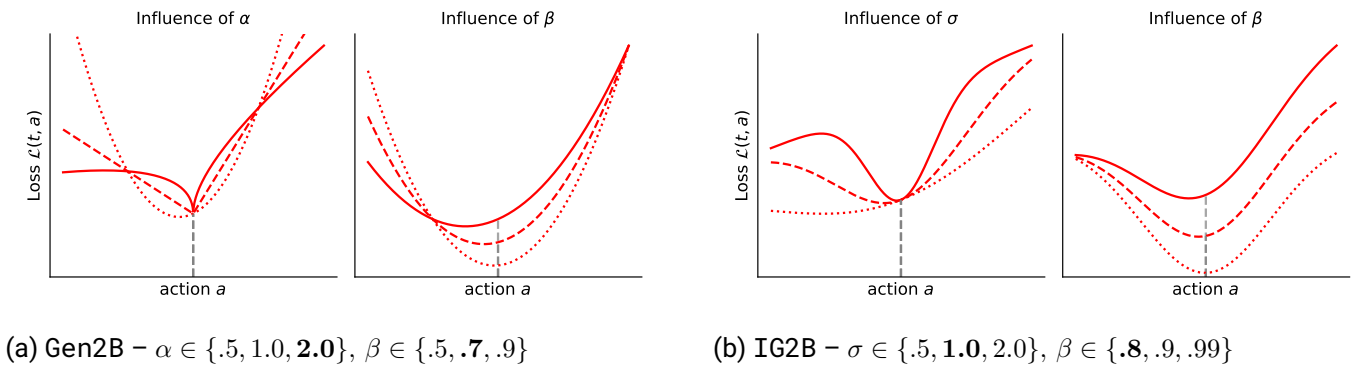 Influence of α
Influence of β
Influence of σ
Influence of β
Loss ℒ(t, a)
Loss ℒ(t, a)
action a
action a
action a
action a
(a) Gen2B – α ∈ {.5, 1.0, 2.0}, β ∈ {.5, .7, .9}
(b) IG2B – σ ∈ {.5, 1.0, 2.0}, β ∈ {.8, .9, .99}